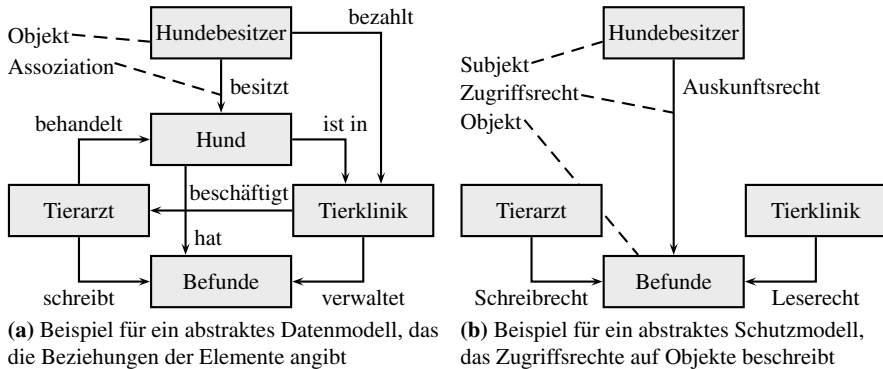 Objekt
Assoziation
Hundebesitzer
bezahlt
besitzt
behandelt
Hund
ist in
Tierarzt
beschäftigt
Tierklinik
hat
schreibt
Befunde
verwaltet
(a) Beispiel für ein abstraktes Datenmodell, das
die Beziehungen der Elemente angibt
Hundebesitzer
Subjekt
Zugriffsrecht
Objekt
Auskunftsrecht
Tierarzt
Tierklinik
Schreibrecht
Befunde
Leserecht
(b) Beispiel für ein abstraktes Schutzmodell,
das Zugriffsrechte auf Objekte beschreibt